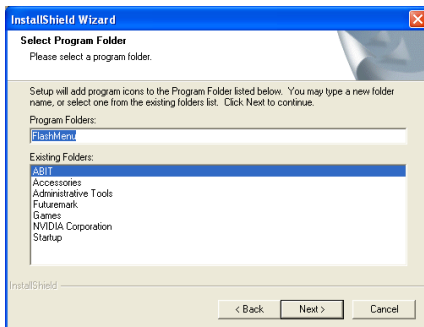 InstallShield Wizard
Select Program Folder
Please select a program folder.
Setup will add program icons to the Program Folder listed below. You may type a new folder
name, or select one from the existing folders list. Click Next to continue.
Program Folders:
FlashMenu
Existing Folders:
ABIT
Accessories
Administrative Tools
Futuremark
Games
NVIDIA Corporation
Startup
InstallShield
< Back
Next >
Cancel